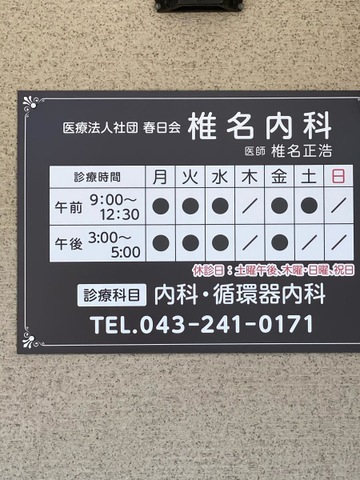 医療法人社団 春日会 椎名内科
医師 椎名正浩
診療時間 月 火 水 木 金 土 日
午前 9:00〜12:30 ● ● ● ／ ● ● ／
午後 3:00〜5:00 ● ● ● ／ ● ／ ／
休診日：土曜午後、木曜・日曜、祝日
診療科目 内科・循環器内科
TEL.043-241-0171